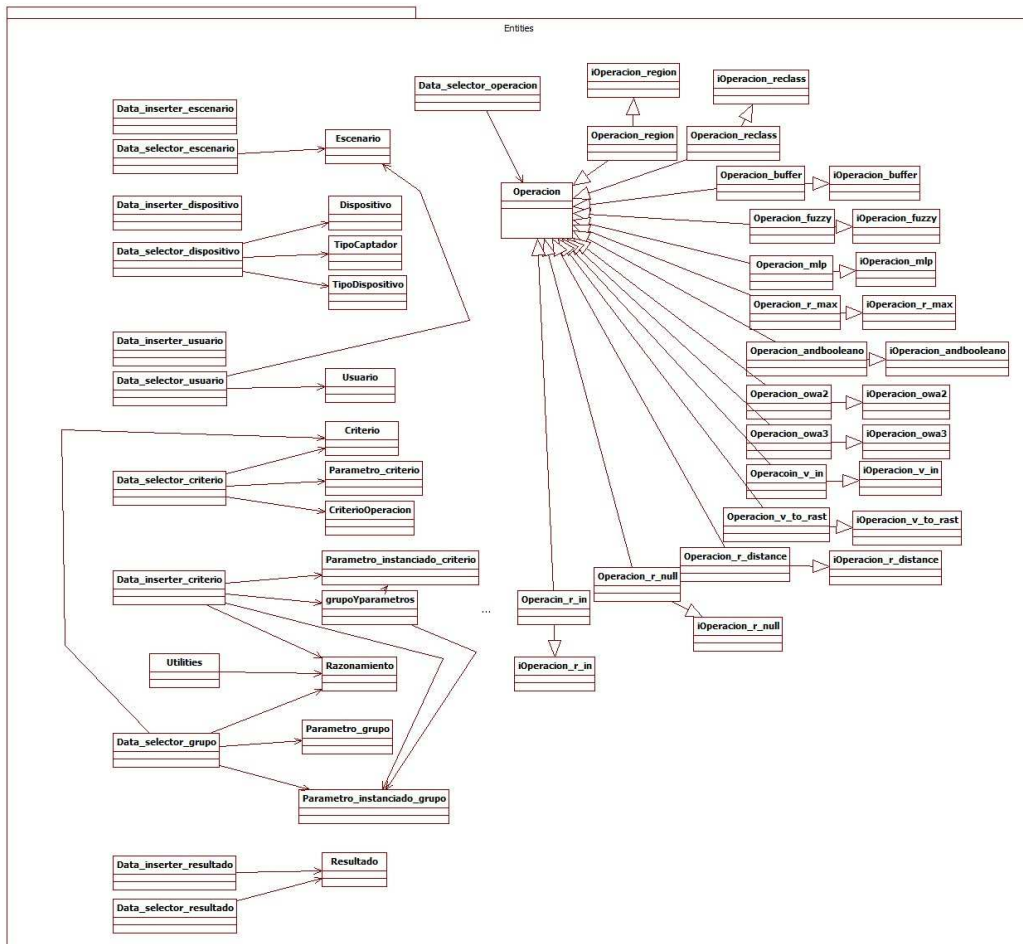 Entities
Data_selector_operacion
iOperacion_region
iOperacion_reclass
Data_inserter_escenario
Data_selector_escenario
Escenario
Operacion_region
Operacion_reclass
Operacion
Operacion_buffer
iOperacion_buffer
Data_inserter_dispositivo
Data_selector_dispositivo
Dispositivo
TipoCaptador
TipoDispositivo
Operacion_fuzzy
iOperacion_fuzzy
Operacion_mlp
iOperacion_mlp
Operacion_r_max
iOperacion_r_max
Data_inserter_usuario
Data_selector_usuario
Usuario
Operacion_andbooleano
iOperacion_andbooleano
Operacion_owa2
iOperacion_owa2
Criterio
Operacion_owa3
iOperacion_owa3
Data_selector_criterio
Parametro_criterio
CriterioOperacion
Operacoin_v_in
iOperacion_v_in
Operacion_v_to_rast
iOperacion_v_to_rast
Data_inserter_criterio
Parametro_instanciado_criterio
grupoYparametros
...
Operacion_r_distance
iOperacion_r_distance
Operacion_r_null
iOperacion_r_null
Operacin_r_in
iOperacion_r_in
Utilities
Razonamiento
Data_selector_grupo
Parametro_grupo
Parametro_instanciado_grupo
Data_inserter_resultado
Data_selector_resultado
Resultado